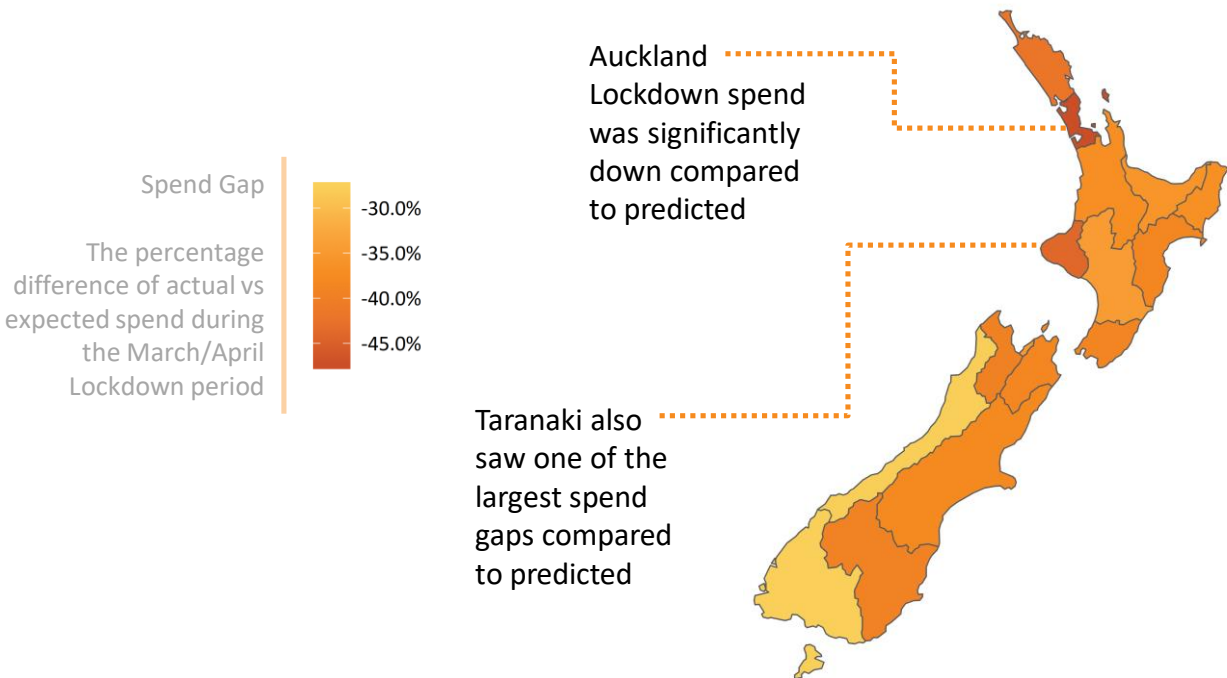 Auckland
Lockdown spend
was significantly
down compared
to predicted
Spend Gap
The percentage
difference of actual vs
expected spend during
the March/April
Lockdown period
-30.0%
-35.0%
-40.0%
-45.0%
Taranaki also
saw one of the
largest spend
gaps compared
to predicted